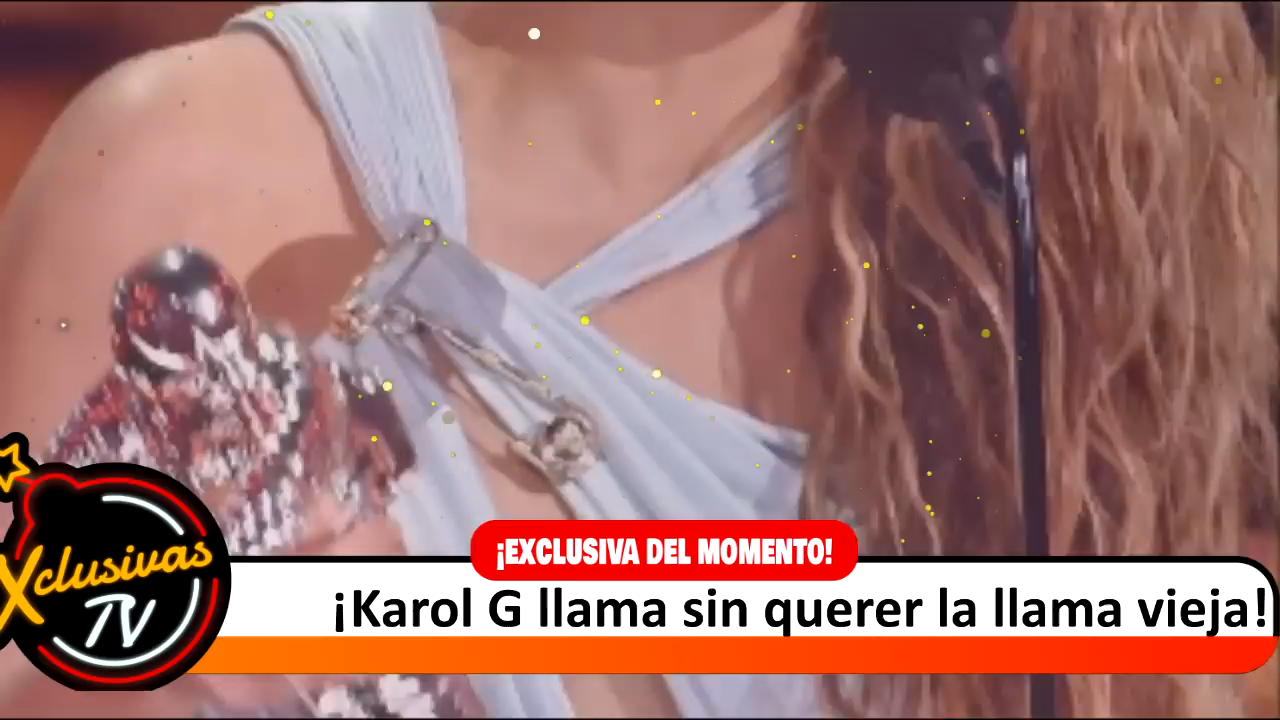 ¡EXCLUSIVA DEL MOMENTO!
¡Karol G llama sin querer la llama vieja!
Xclusivas
TV